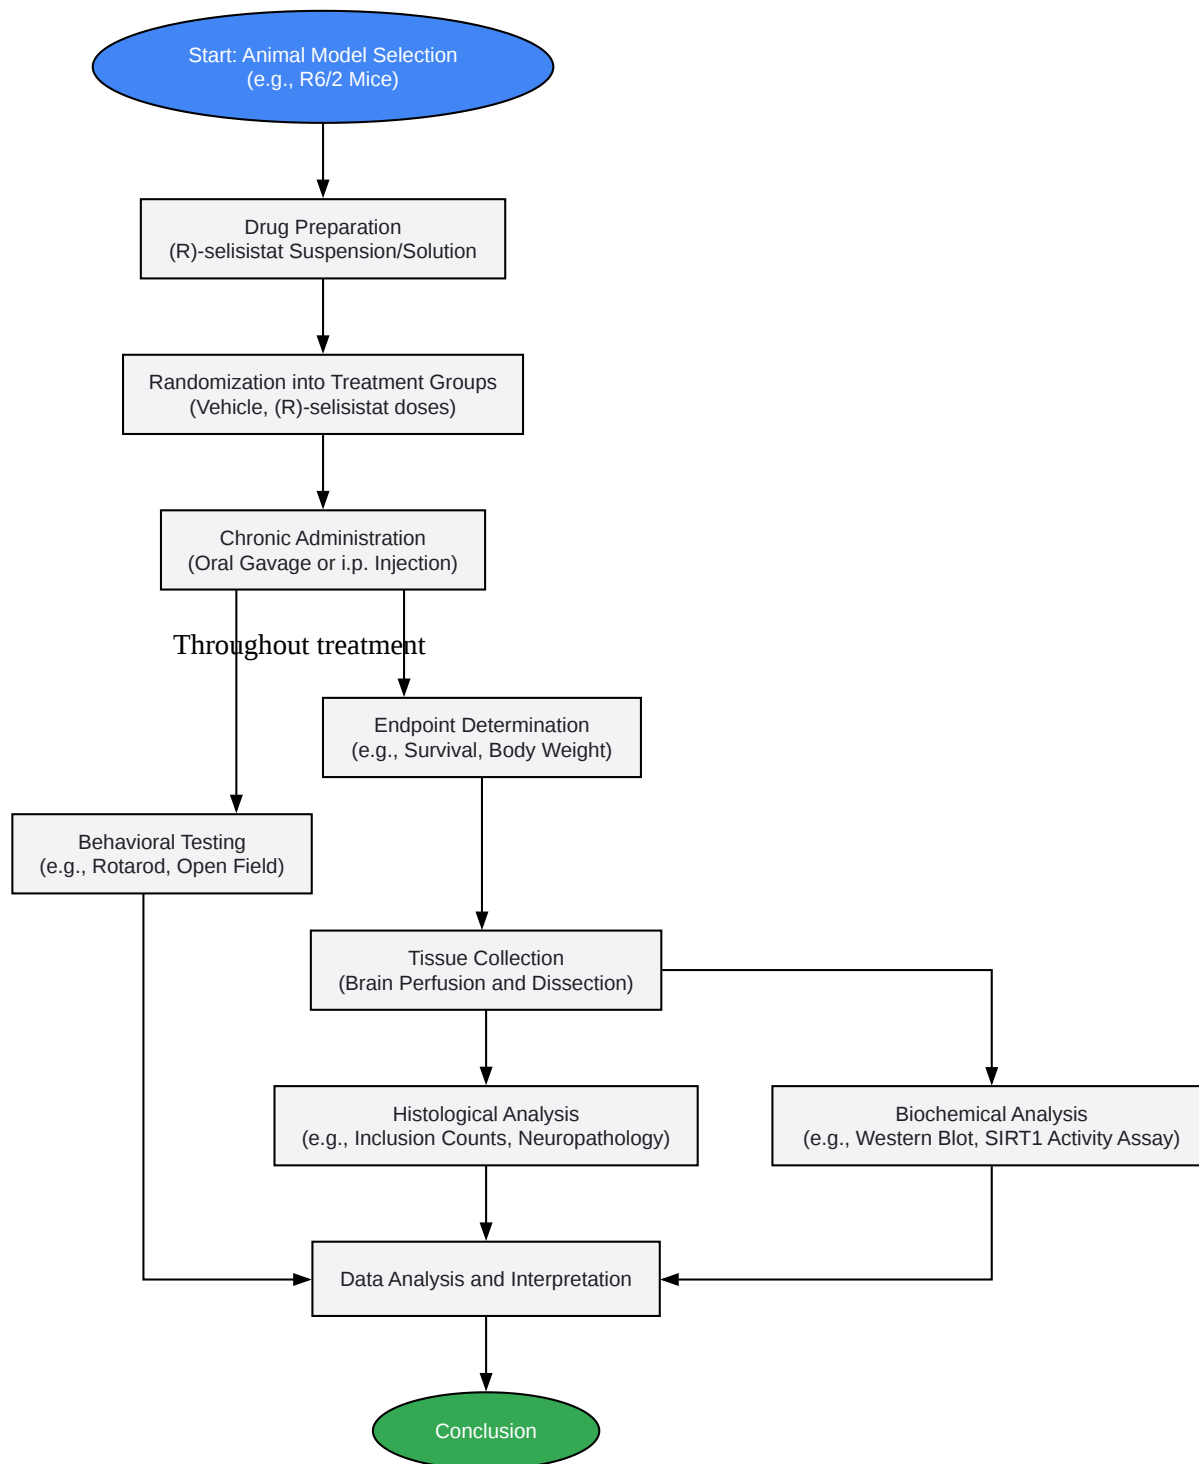 Start: Animal Model Selection
(e.g., R6/2 Mice)
Drug Preparation
(R)-selisistat Suspension/Solution
Randomization into Treatment Groups
(Vehicle, (R)-selisistat doses)
Chronic Administration
(Oral Gavage or i.p. Injection)
Throughout treatment
Endpoint Determination
(e.g., Survival, Body Weight)
Behavioral Testing
(e.g., Rotarod, Open Field)
Tissue Collection
(Brain Perfusion and Dissection)
Histological Analysis
(e.g., Inclusion Counts, Neuropathology)
Biochemical Analysis
(e.g., Western Blot, SIRT1 Activity Assay)
Data Analysis and Interpretation
Conclusion